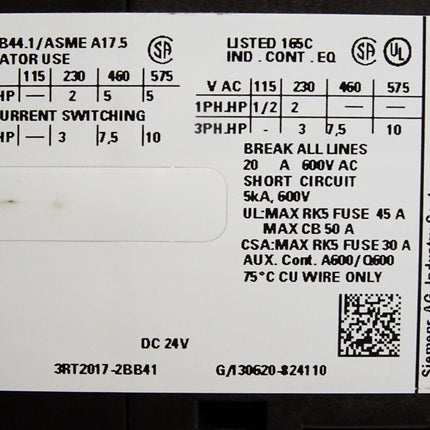 B44.1/ASME A17.5
ATOR USE
115 230 460 575
HP — 2 5 5
CURRENT SWITCHING
HP — 3 7,5 10
LISTED 165C
IND. CONT. EQ
V AC 115 230 460 575
1PH.HP 1/2 2 — —
3PH.HP - 3 7,5 10
BREAK ALL LINES
20 A 600V AC
SHORT CIRCUIT
5kA, 600V
UL:MAX RK5 FUSE 45 A
MAX CB 50 A
CSA:MAX RK5 FUSE 30 A
AUX. Cont. A600/Q600
75°C CU WIRE ONLY
DC 24V
3RT2017-2BB41 G/130620-824110
Siemens AG, Industry